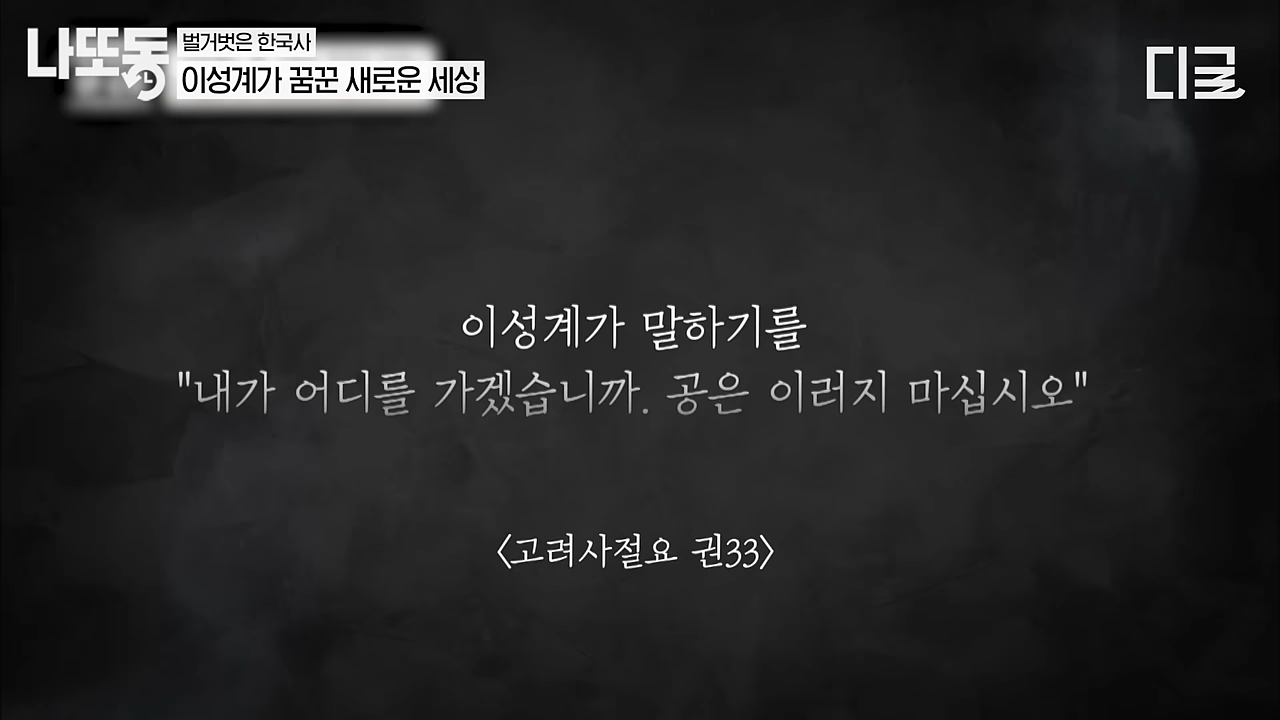 나또동
벌거벗은 한국사
이성계가 꿈꾼 새로운 세상
디글
이성계가 말하기를
"내가 어디를 가겠습니까. 공은 이러지 마십시오"
<고려사절요 권33>